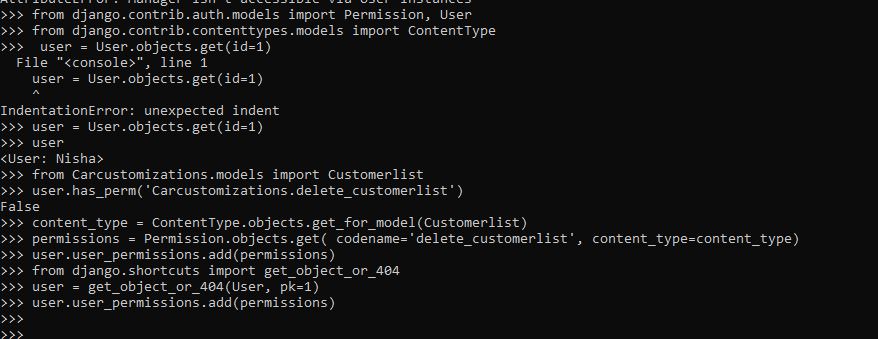 AttributeError: Manager isn't accessible via User instances
>>> from django.contrib.auth.models import Permission, User
>>> from django.contrib.contenttypes.models import ContentType
>>>  user = User.objects.get(id=1)
  File "<console>", line 1
    user = User.objects.get(id=1)
    ^
IndentationError: unexpected indent
>>> user = User.objects.get(id=1)
>>> user
<User: Nisha>
>>> from Carcustomizations.models import Customerlist
>>> user.has_perm('Carcustomizations.delete_customerlist')
False
>>> content_type = ContentType.objects.get_for_model(Customerlist)
>>> permissions = Permission.objects.get( codename='delete_customerlist', content_type=content_type)
>>> user.user_permissions.add(permissions)
>>> from django.shortcuts import get_object_or_404
>>> user = get_object_or_404(User, pk=1)
>>> user.user_permissions.add(permissions)
>>>
>>>